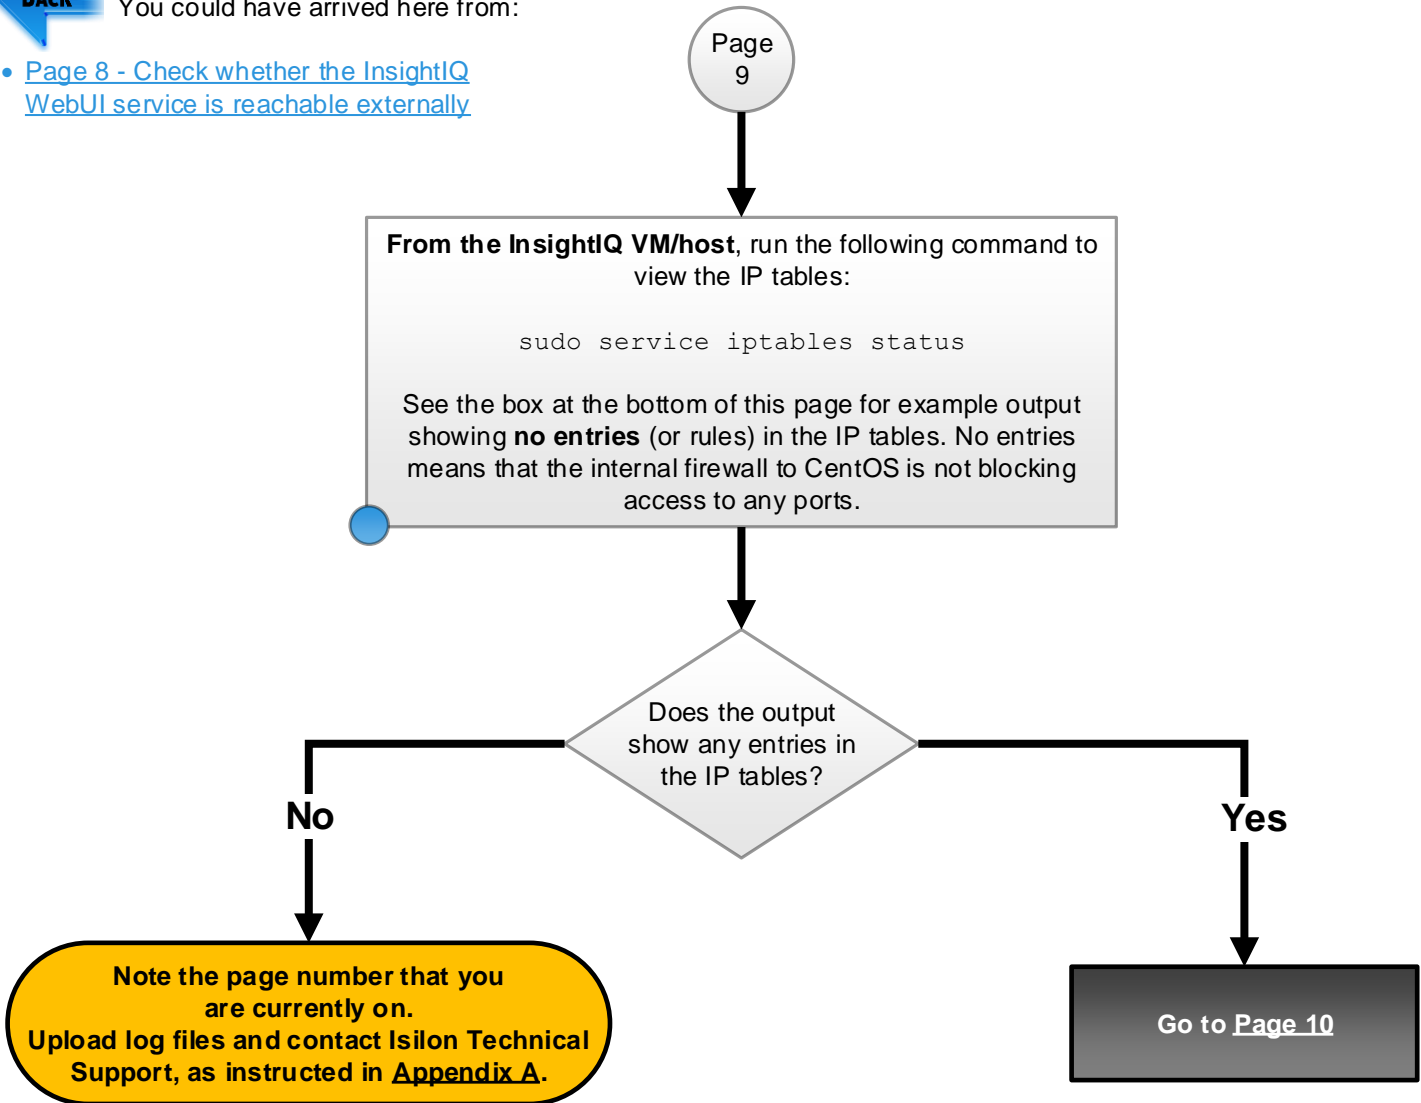 BACK
You could have arrived here from:
• Page 8 - Check whether the InsightIQ
WebUI service is reachable externally
Page
9
From the InsightIQ VM/host, run the following command to
view the IP tables:
sudo service iptables status
See the box at the bottom of this page for example output
showing no entries (or rules) in the IP tables. No entries
means that the internal firewall to CentOS is not blocking
access to any ports.
Does the output
show any entries in
the IP tables?
No
Yes
Note the page number that you
are currently on.
Upload log files and contact Isilon Technical
Support, as instructed in Appendix A.
Go to Page 10